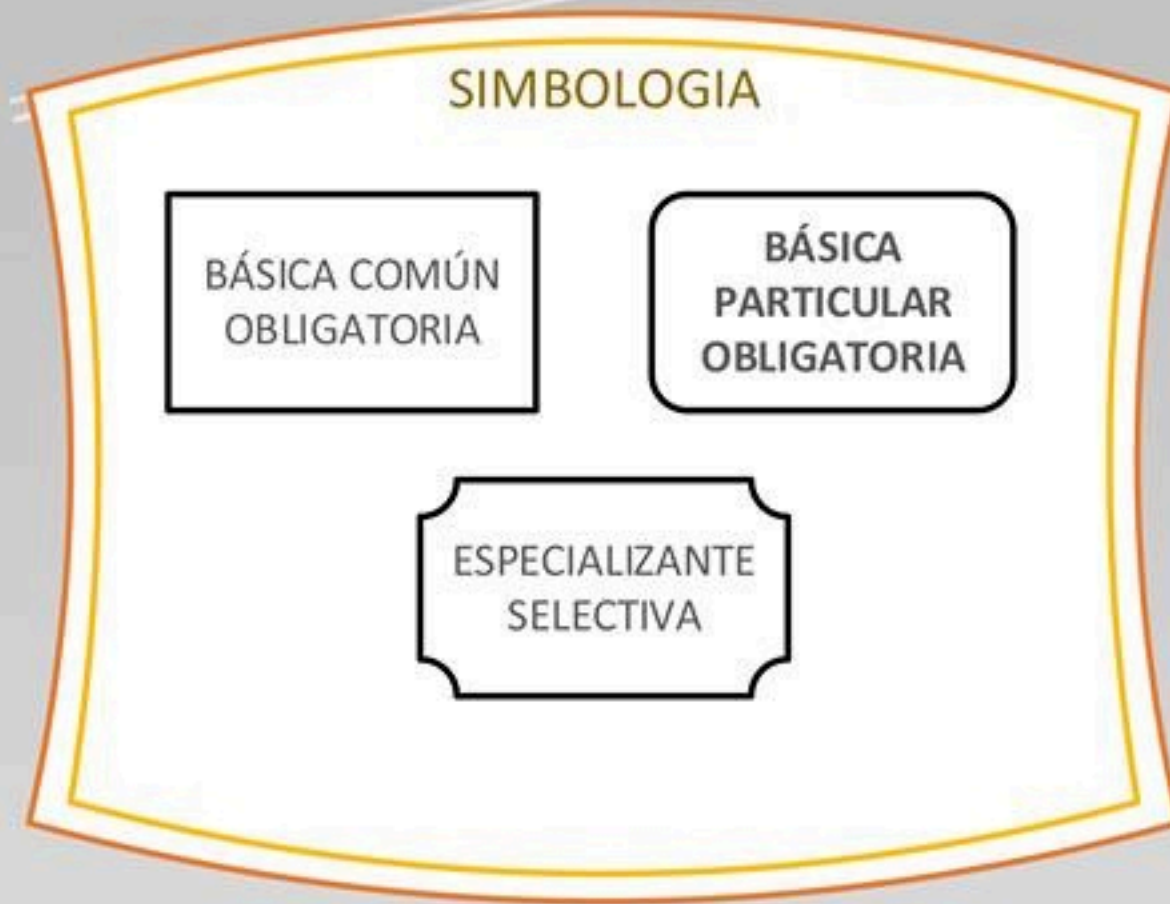 SIMBOLOGIA
BÁSICA COMÚN
OBLIGATORIA
BÁSICA
PARTICULAR
OBLIGATORIA
ESPECIALIZANTE
SELECTIVA